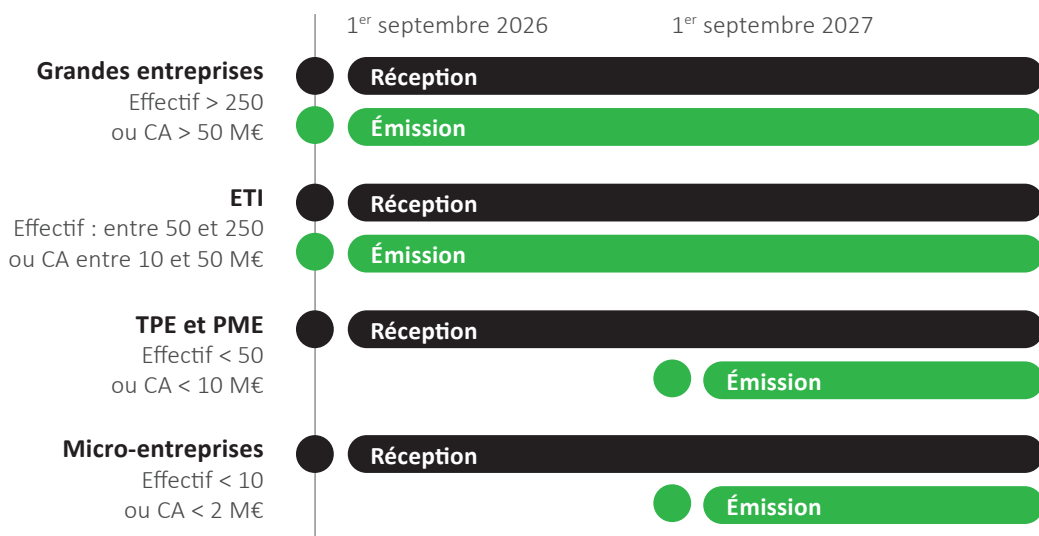 1er septembre 2026
1er septembre 2027
Grandes entreprises
Effectif > 250
ou CA > 50 M€
Réception
Émission
ETI
Effectif : entre 50 et 250
ou CA entre 10 et 50 M€
Réception
Émission
TPE et PME
Effectif < 50
ou CA < 10 M€
Réception
Émission
Micro-entreprises
Effectif < 10
ou CA < 2 M€
Réception
Émission